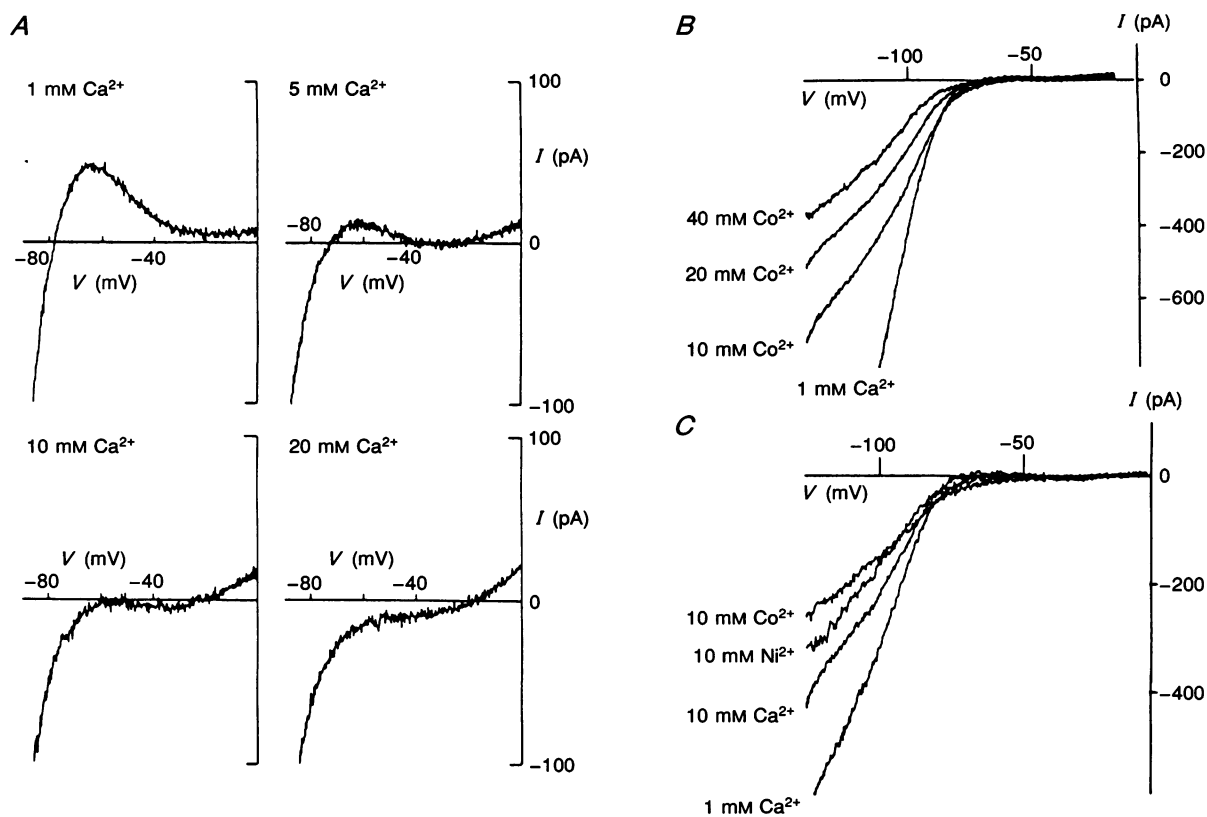 A
1 mM Ca²⁺
5 mM Ca²⁺
100
I (pA)
0
-100
-80
-40
V (mV)
-80
-40
V (mV)
10 mM Ca²⁺
20 mM Ca²⁺
100
I (pA)
0
-100
V (mV)
-80
-40
V (mV)
-80
-40
B
I (pA)
-100
-50
0
V (mV)
-200
-400
-600
40 mM Co²⁺
20 mM Co²⁺
10 mM Co²⁺
1 mM Ca²⁺
C
I (pA)
-100
-50
0
V (mV)
-200
-400
10 mM Co²⁺
10 mM Ni²⁺
10 mM Ca²⁺
1 mM Ca²⁺